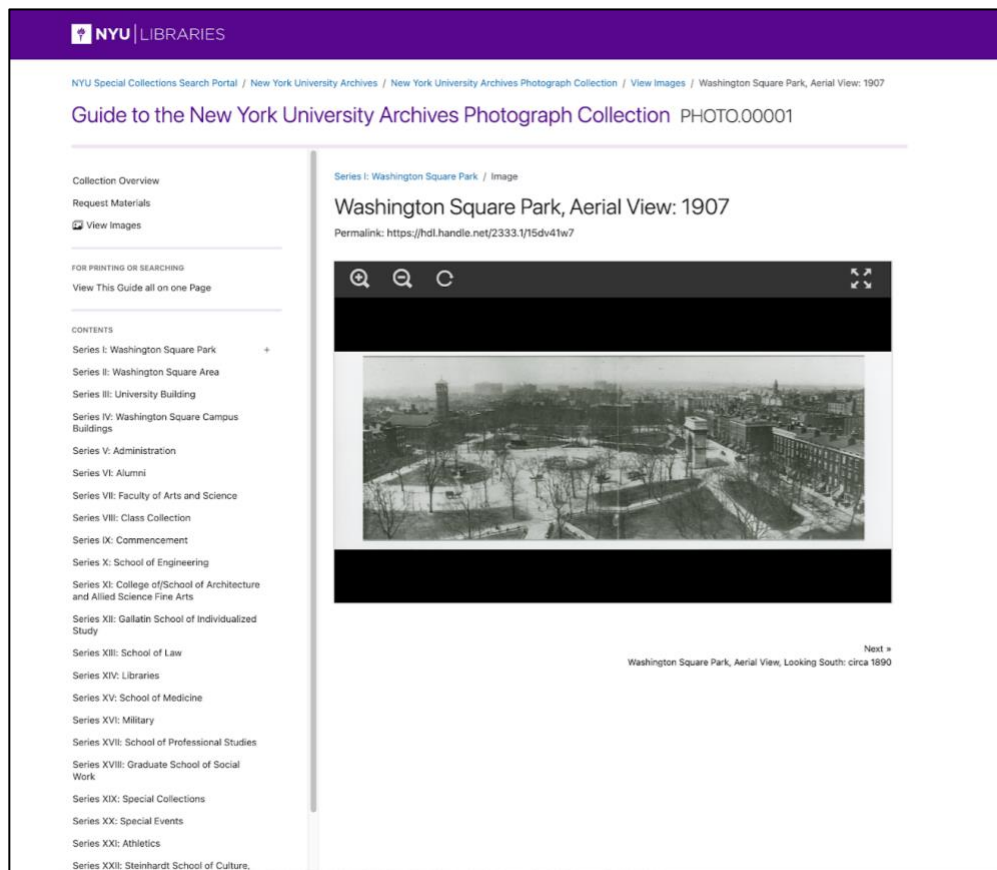 NYU LIBRARIES
NYU Special Collections Search Portal / New York University Archives / New York University Archives Photograph Collection / View Images / Washington Square Park, Aerial View: 1907
Guide to the New York University Archives Photograph Collection PHOTO.00001
Collection Overview
Request Materials
View Images
FOR PRINTING OR SEARCHING
View This Guide all on one Page
CONTENTS
Series I: Washington Square Park +
Series II: Washington Square Area
Series III: University Building
Series IV: Washington Square Campus
Buildings
Series V: Administration
Series VI: Alumni
Series VII: Faculty of Arts and Science
Series VIII: Class Collection
Series IX: Commencement
Series X: School of Engineering
Series XI: College of/School of Architecture
and Allied Science Fine Arts
Series XII: Gallatin School of Individualized
Study
Series XIII: School of Law
Series XIV: Libraries
Series XV: School of Medicine
Series XVI: Military
Series XVII: School of Professional Studies
Series XVIII: Graduate School of Social
Work
Series XIX: Special Collections
Series XX: Special Events
Series XXI: Athletics
Series XXII: Steinhardt School of Culture,
Series I: Washington Square Park / Image
Washington Square Park, Aerial View: 1907
Permalink: https://hdl.handle.net/2333.1/15dv41w7
Next »
Washington Square Park, Aerial View, Looking South: circa 1890